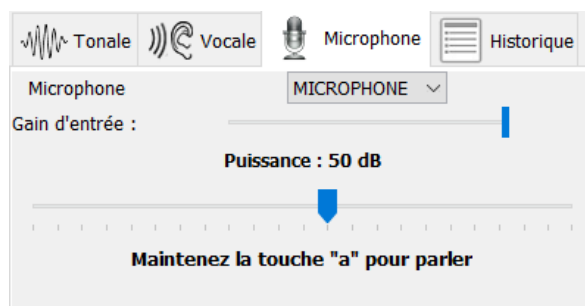 Tonale Vocale Microphone Historique
Microphone MICROPHONE
Gain d'entrée :
Puissance : 50 dB
Maintenez la touche "a" pour parler